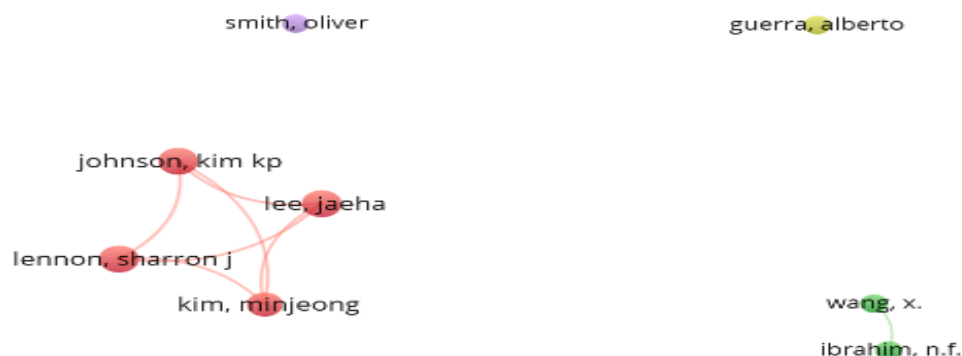 smith, oliver
guerra, alberto
johnson, kim kp
lee, jaeha
lennon, sharron j
kim, minjeong
wang, x.
ibrahim, n.f.